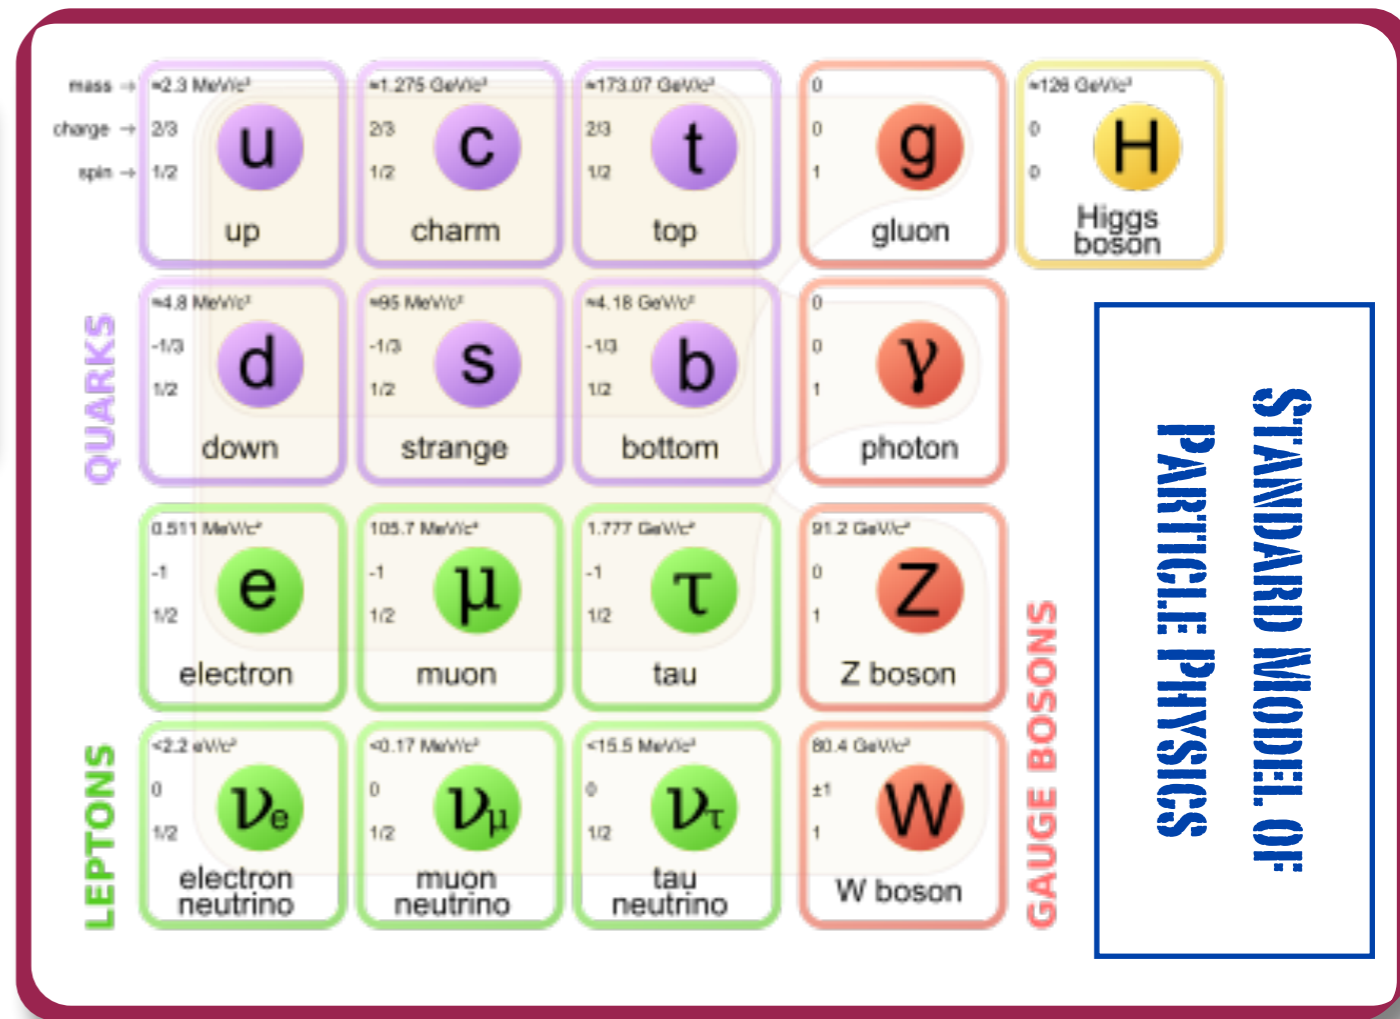 mass →
charge →
spin →
≈2.3 MeV/c²
2/3
1/2
u
up
≈1.275 GeV/c²
2/3
1/2
c
charm
≈173.07 GeV/c²
2/3
1/2
t
top
0
0
1
g
gluon
≈126 GeV/c²
0
0
H
Higgs
boson
QUARKS
≈4.8 MeV/c²
-1/3
1/2
d
down
≈95 MeV/c²
-1/3
1/2
s
strange
≈4.18 GeV/c²
-1/3
1/2
b
bottom
0
0
1
γ
photon
0.511 MeV/c²
-1
1/2
e
electron
105.7 MeV/c²
-1
1/2
μ
muon
1.777 GeV/c²
-1
1/2
τ
tau
91.2 GeV/c²
0
1
Z
Z boson
LEPTONS
<2.2 eV/c²
0
1/2
νe
electron
neutrino
<0.17 MeV/c²
0
1/2
νμ
muon
neutrino
<15.5 MeV/c²
0
1/2
ντ
tau
neutrino
80.4 GeV/c²
±1
1
W
W boson
GAUGE BOSONS
STANDARD MODEL OF
PARTICLE PHYSICS